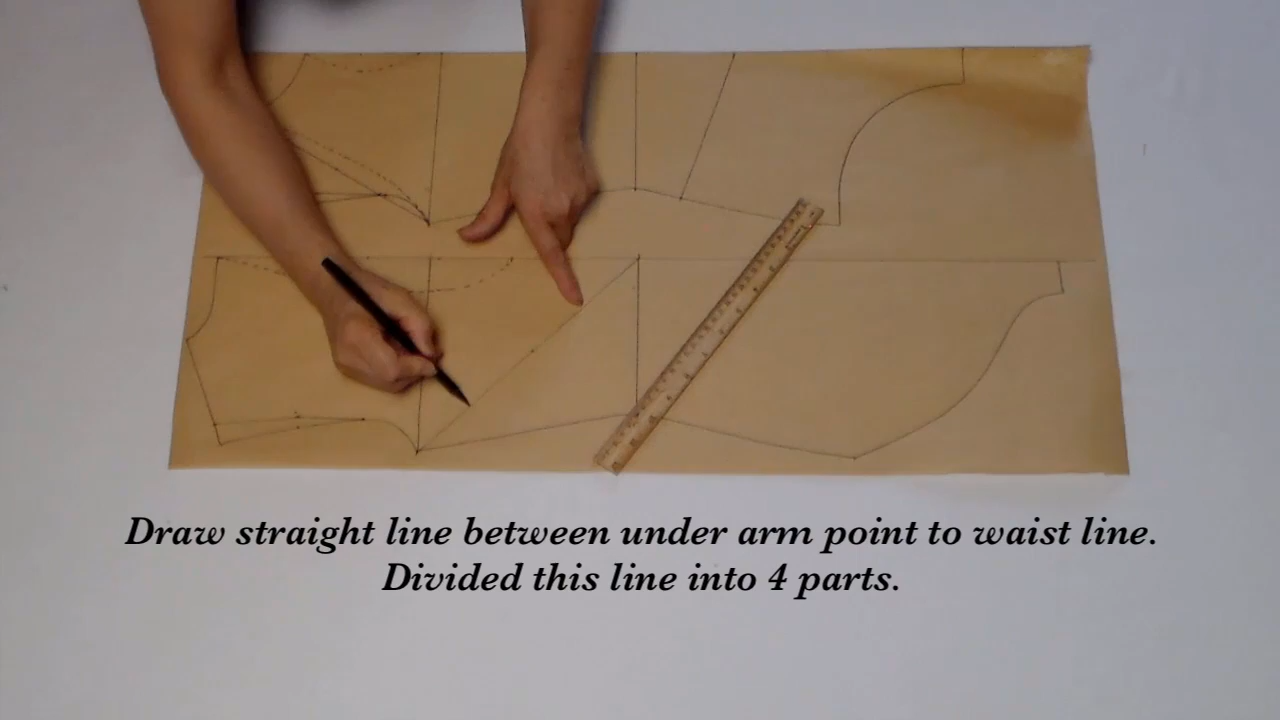 Draw straight line between under arm point to waist line.
Divided this line into 4 parts.